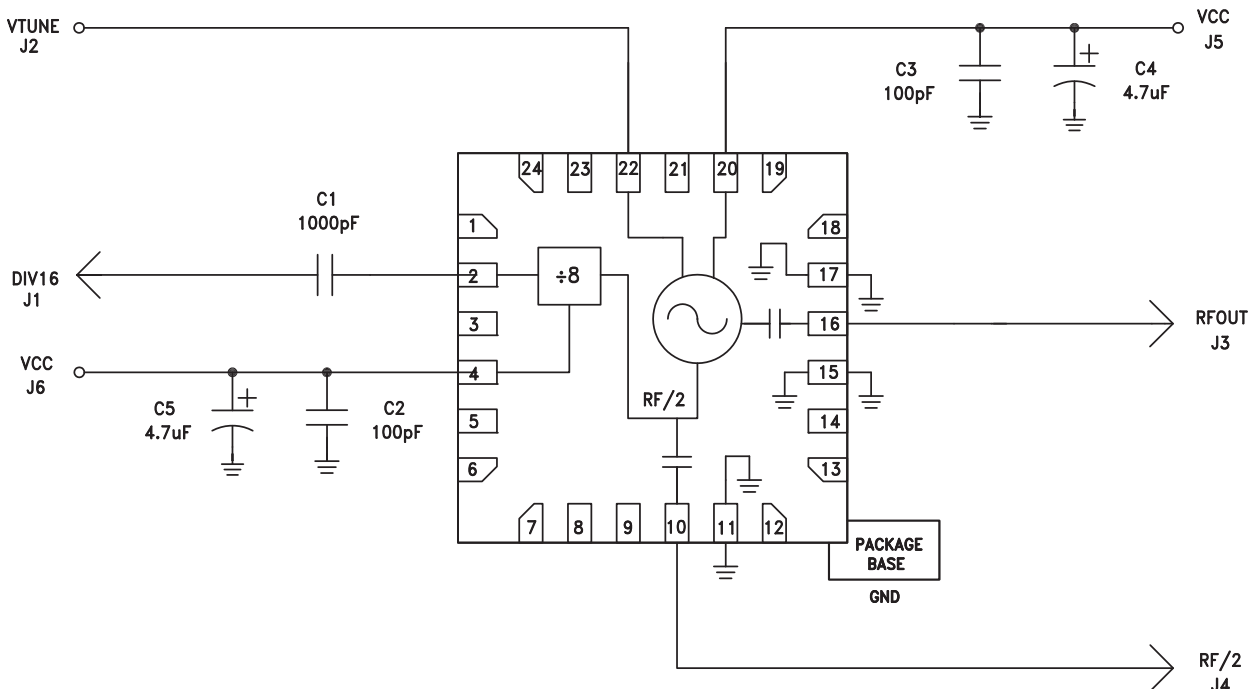 VTUNE
J2
VCC
J5
C3
100pF
+
C4
4.7uF
24
23
22
21
20
19
C1
1000pF
1
18
DIV16
J1
2
÷8
17
3
16
RFOUT
J3
VCC
J6
4
15
C5
4.7uF
+
C2
100pF
RF/2
5
14
6
13
7
8
9
10
11
12
PACKAGE
BASE
GND
RF/2
J4